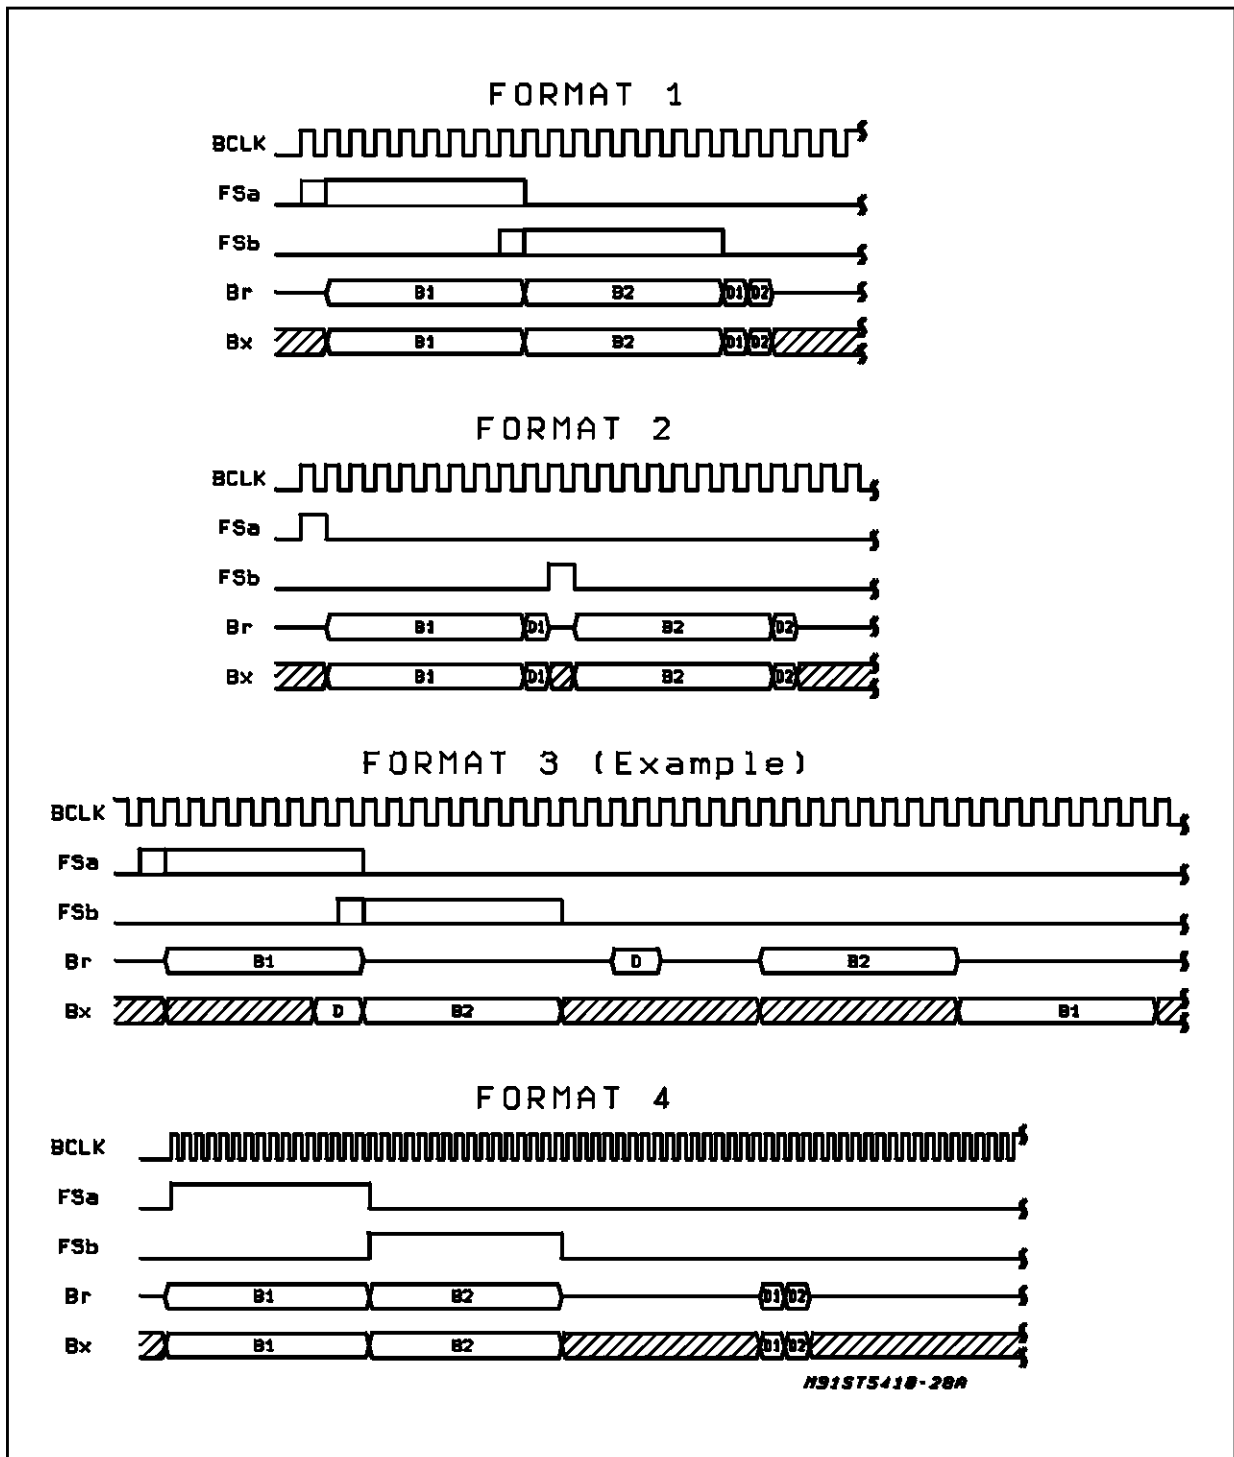 FORMAT 1
BCLK
FSa
FSb
Br B1 B2 D1 D2
Bx B1 B2 D1 D2
FORMAT 2
BCLK
FSa
FSb
Br B1 D1 B2 D2
Bx B1 D1 B2 D2
FORMAT 3 (Example)
BCLK
FSa
FSb
Br B1 D B2
Bx D B2 B1
FORMAT 4
BCLK
FSa
FSb
Br B1 B2 D1 D2
Bx B1 B2 D1 D2
M91ST5410-28A